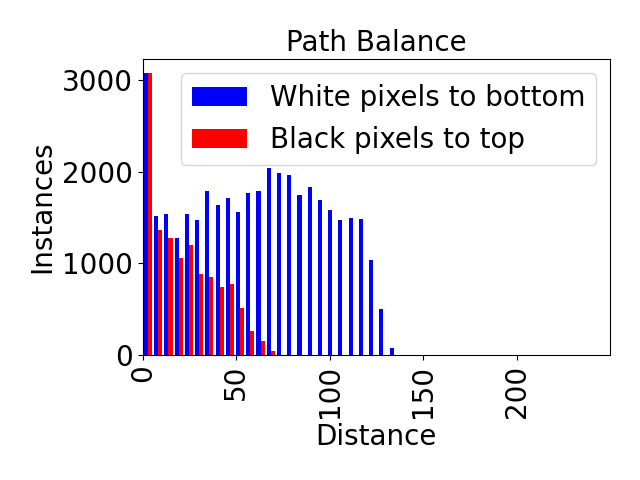 Path Balance
White pixels to bottom
Black pixels to top
Instances
3000
2000
1000
0
0
50
100
150
200
Distance